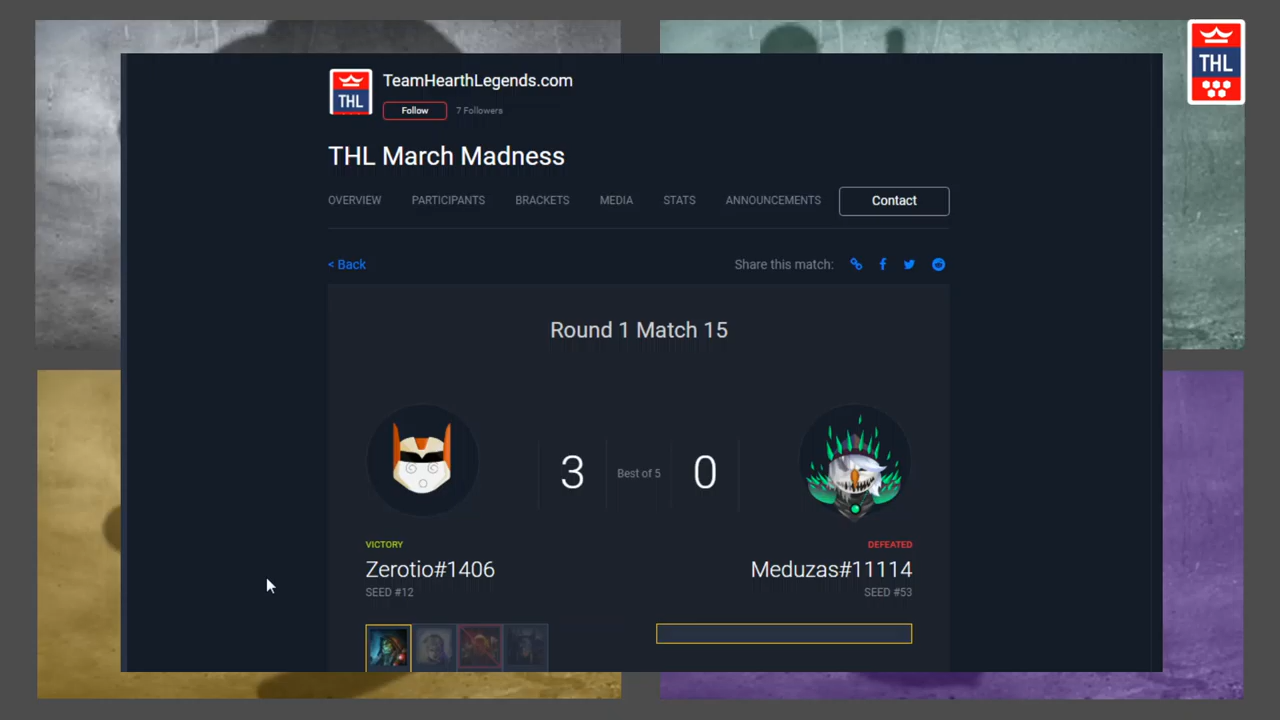 THL
THL
TeamHearthLegends.com
Follow
7 Followers
THL March Madness
OVERVIEW PARTICIPANTS BRACKETS MEDIA STATS ANNOUNCEMENTS Contact
< Back
Share this match:
Round 1 Match 15
3 Best of 5 0
VICTORY
DEFEATED
Zerotio#1406
Meduzas#11114
SEED #12
SEED #53